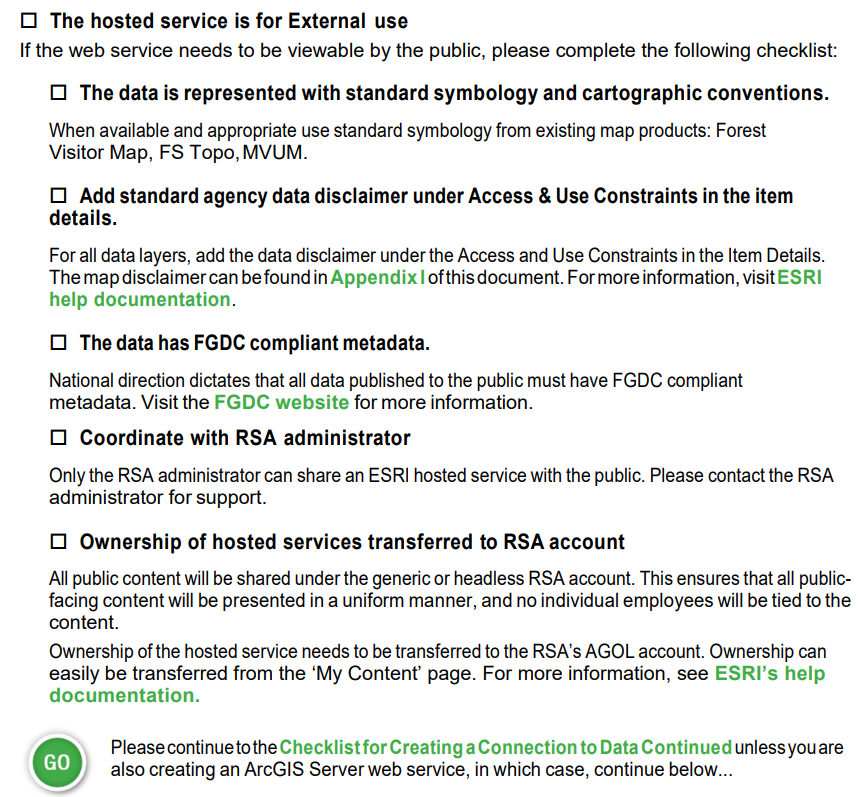 ☐ The hosted service is for External use
If the web service needs to be viewable by the public, please complete the following checklist:
☐ The data is represented with standard symbology and cartographic conventions.
When available and appropriate use standard symbology from existing map products: Forest
Visitor Map, FS Topo, MVUM.
☐ Add standard agency data disclaimer under Access & Use Constraints in the item
details.
For all data layers, add the data disclaimer under the Access and Use Constraints in the Item Details.
The map disclaimer can be found in Appendix I of this document. For more information, visit ESRI
help documentation.
☐ The data has FGDC compliant metadata.
National direction dictates that all data published to the public must have FGDC compliant
metadata. Visit the FGDC website for more information.
☐ Coordinate with RSA administrator
Only the RSA administrator can share an ESRI hosted service with the public. Please contact the RSA
administrator for support.
☐ Ownership of hosted services transferred to RSA account
All public content will be shared under the generic or headless RSA account. This ensures that all public-
facing content will be presented in a uniform manner, and no individual employees will be tied to the
content.
Ownership of the hosted service needs to be transferred to the RSA's AGOL account. Ownership can
easily be transferred from the ‘My Content’ page. For more information, see ESRI’s help
documentation.
GO
Please continue to the Checklist for Creating a Connection to Data Continued unless you are
also creating an ArcGIS Server web service, in which case, continue below...